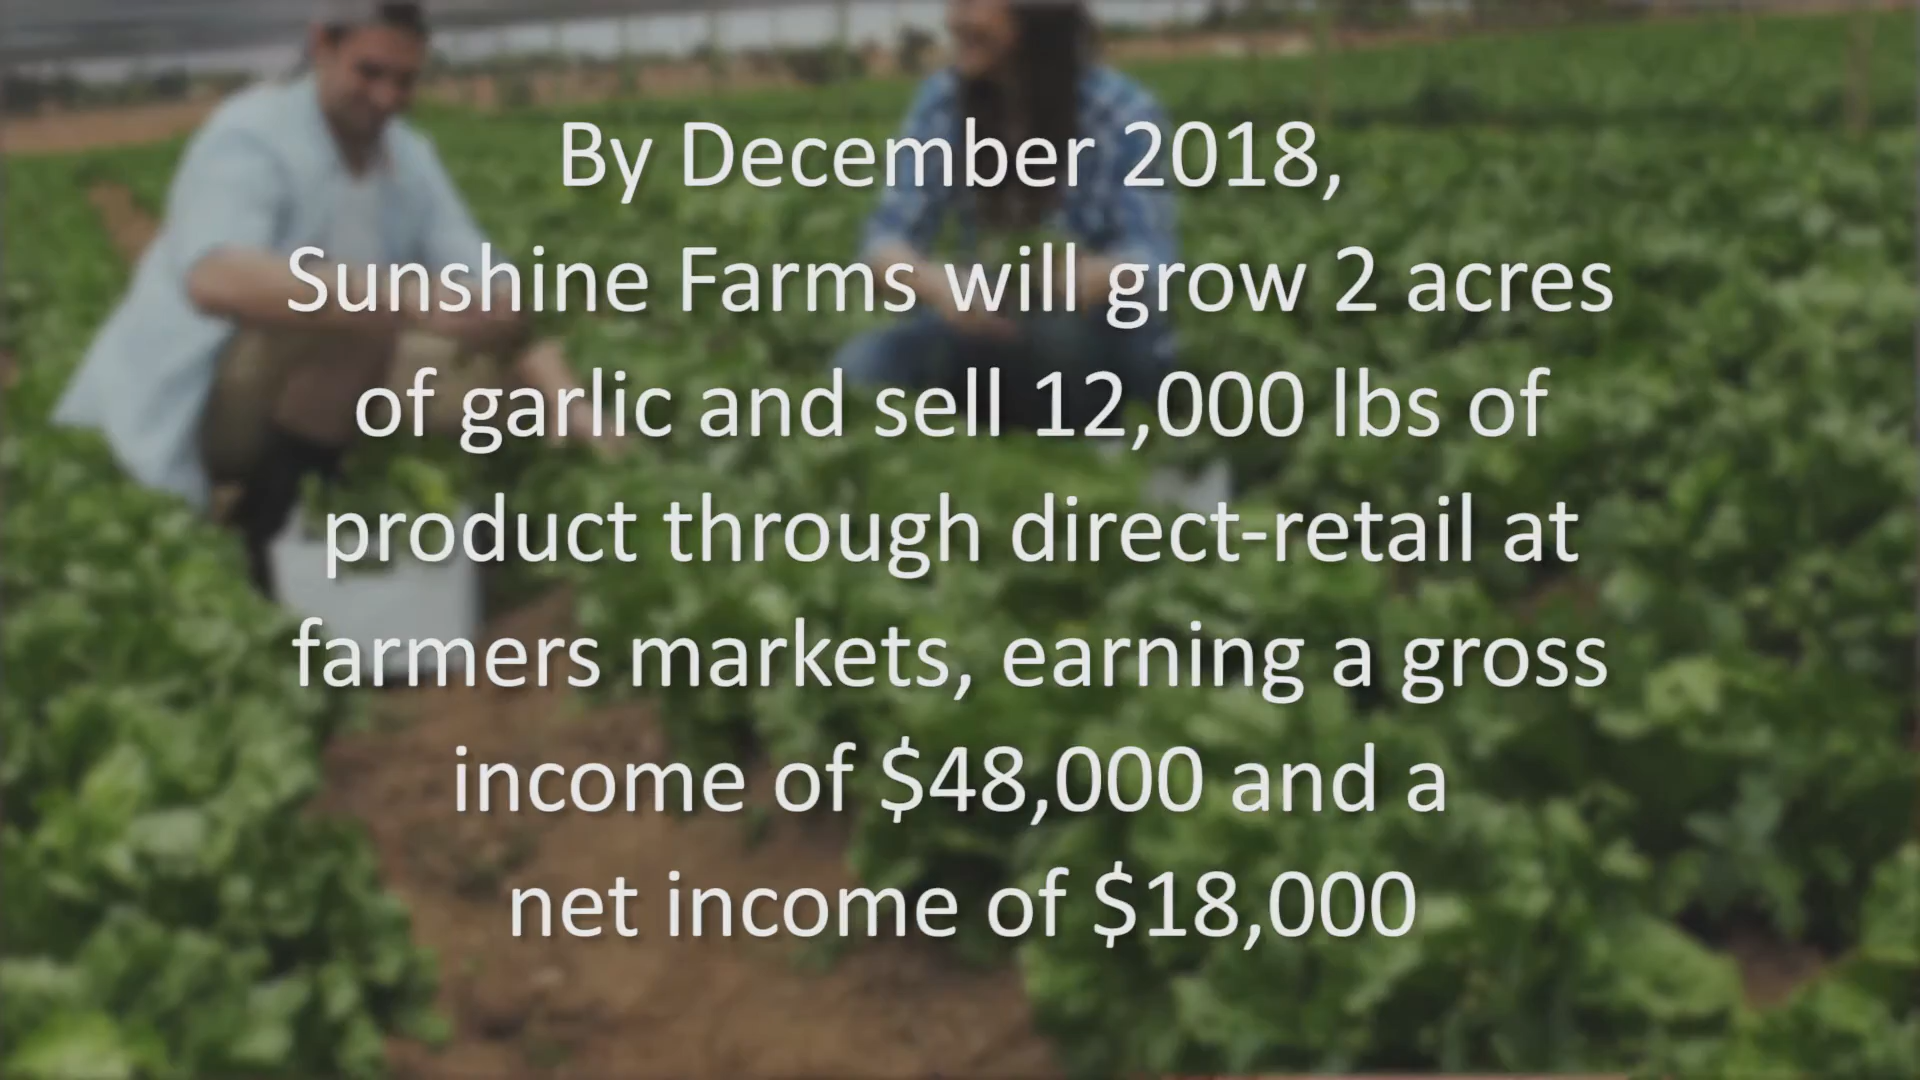 By December 2018,
Sunshine Farms will grow 2 acres
of garlic and sell 12,000 lbs of
product through direct-retail at
farmers markets, earning a gross
income of $48,000 and a
net income of $18,000